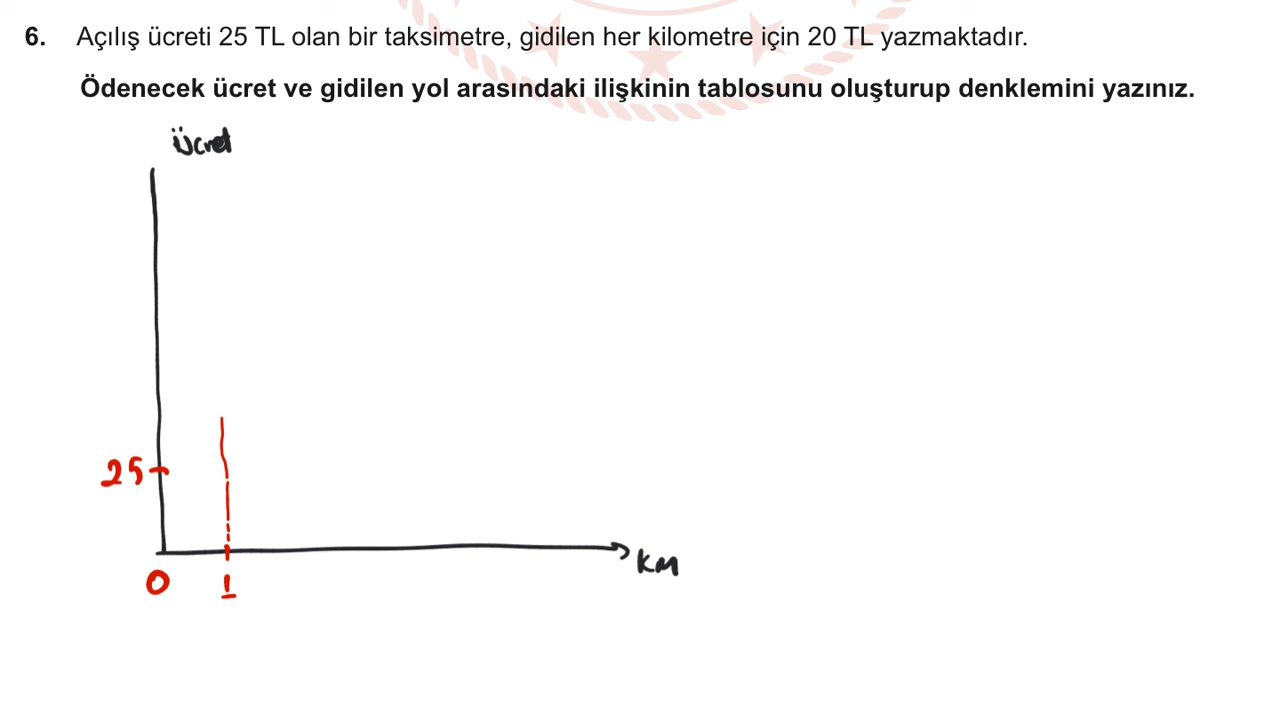 6. Açılış ücreti 25 TL olan bir taksimetre, gidilen her kilometre için 20 TL yazmaktadır.
Ödenecek ücret ve gidilen yol arasındaki ilişkinin tablosunu oluşturup denklemini yazınız.
Ücret
25
KM
0 1